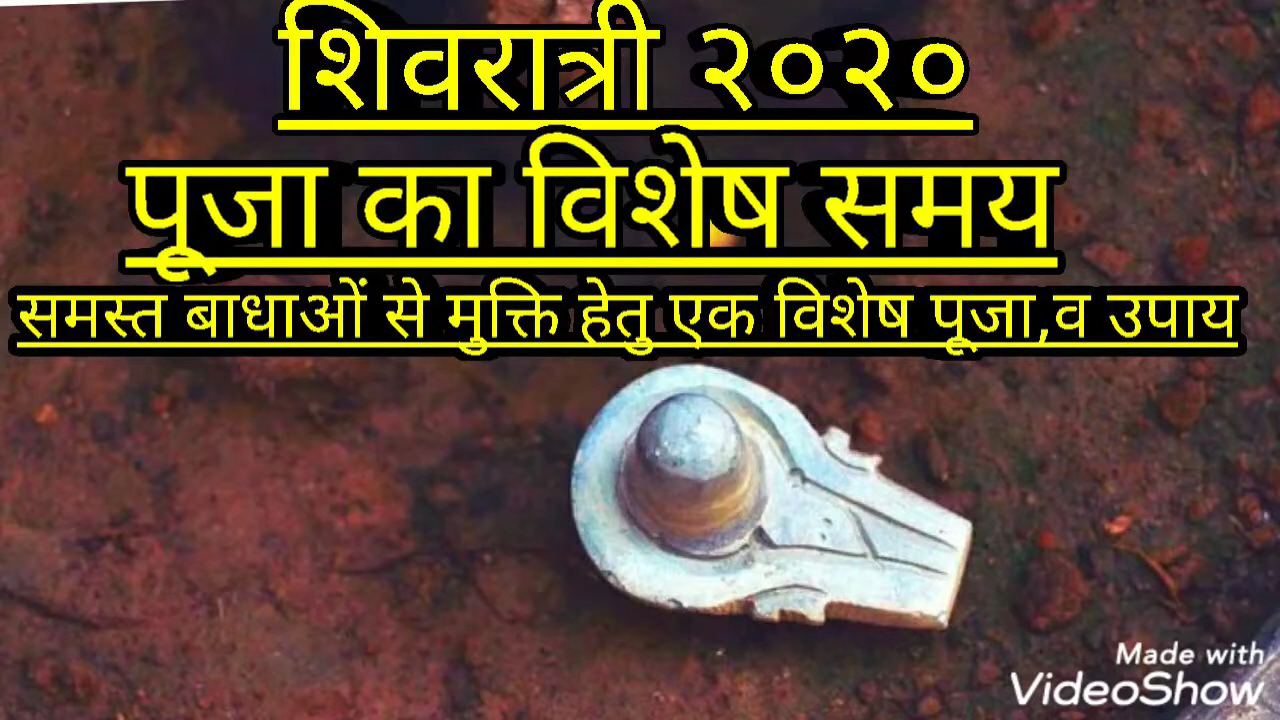 शिवरात्री २०२०
पूजा का विशेष समय
समस्त बाधाओं से मुक्ति हेतु एक विशेष पूजा,व उपाय
Made with
VideoShow